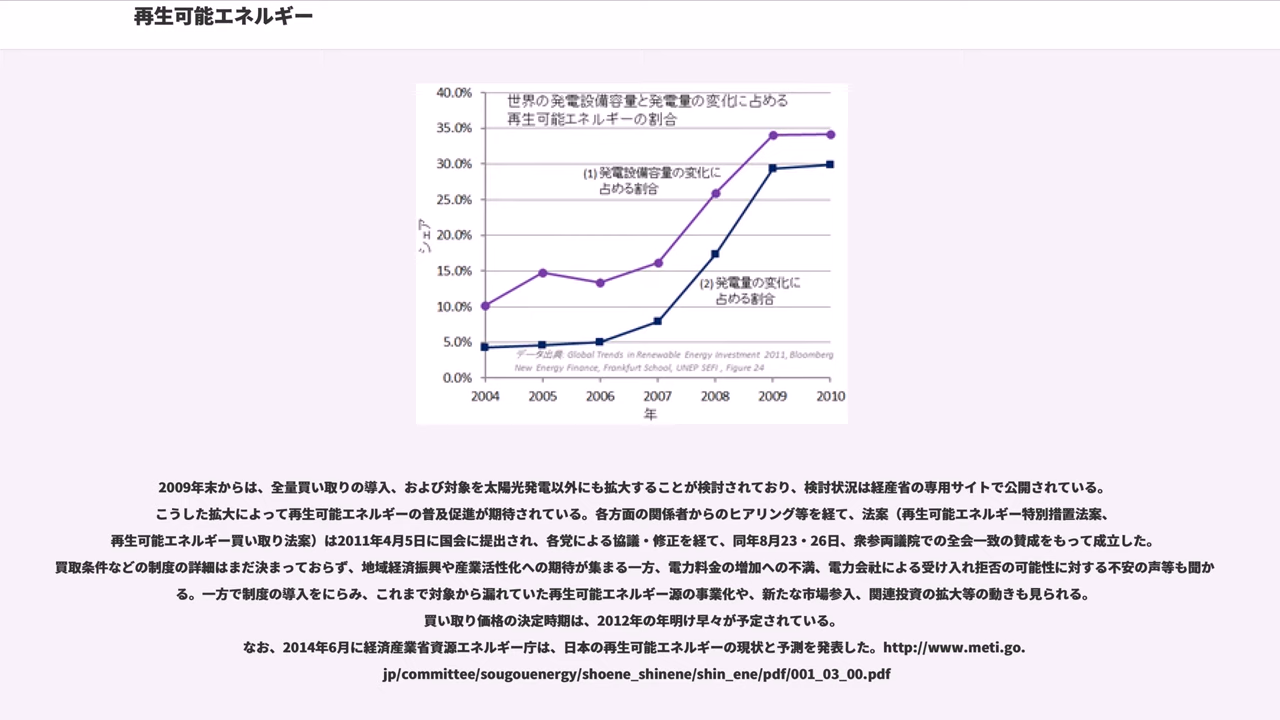 再生可能エネルギー
世界の発電設備容量と発電量の変化に占める
再生可能エネルギーの割合
40.0%
35.0%
30.0%
25.0%
20.0%
15.0%
10.0%
5.0%
0.0%
シェア
(1) 発電設備容量の変化に
占める割合
(2) 発電量の変化に
占める割合
データ出典: Global Trends in Renewable Energy Investment 2011, Bloomberg
New Energy Finance, Frankfurt School, UNEP SEFI , Figure 24
2004 2005 2006 2007 2008 2009 2010
年
2009年末からは、全量買い取りの導入、および対象を太陽光発電以外にも拡大することが検討されており、検討状況は経産省の専用サイトで公開されている。
こうした拡大によって再生可能エネルギーの普及促進が期待されている。各方面の関係者からのヒアリング等を経て、法案（再生可能エネルギー特別措置法案、
再生可能エネルギー買い取り法案）は2011年4月5日に国会に提出され、各党による協議・修正を経て、同年8月23・26日、衆参両議院での全会一致の賛成をもって成立した。
買取条件などの制度の詳細はまだ決まっておらず、地域経済振興や産業活性化への期待が集まる一方、電力料金の増加への不満、電力会社による受け入れ拒否の可能性に対する不安の声等も聞か
る。一方で制度の導入をにらみ、これまで対象から漏れていた再生可能エネルギー源の事業化や、新たな市場参入、関連投資の拡大等の動きも見られる。
買い取り価格の決定時期は、2012年の年明け早々が予定されている。
なお、2014年6月に経済産業省資源エネルギー庁は、日本の再生可能エネルギーの現状と予測を発表した。http://www.meti.go.
jp/committee/sougouenergy/shoene_shinene/shin_ene/pdf/001_03_00.pdf